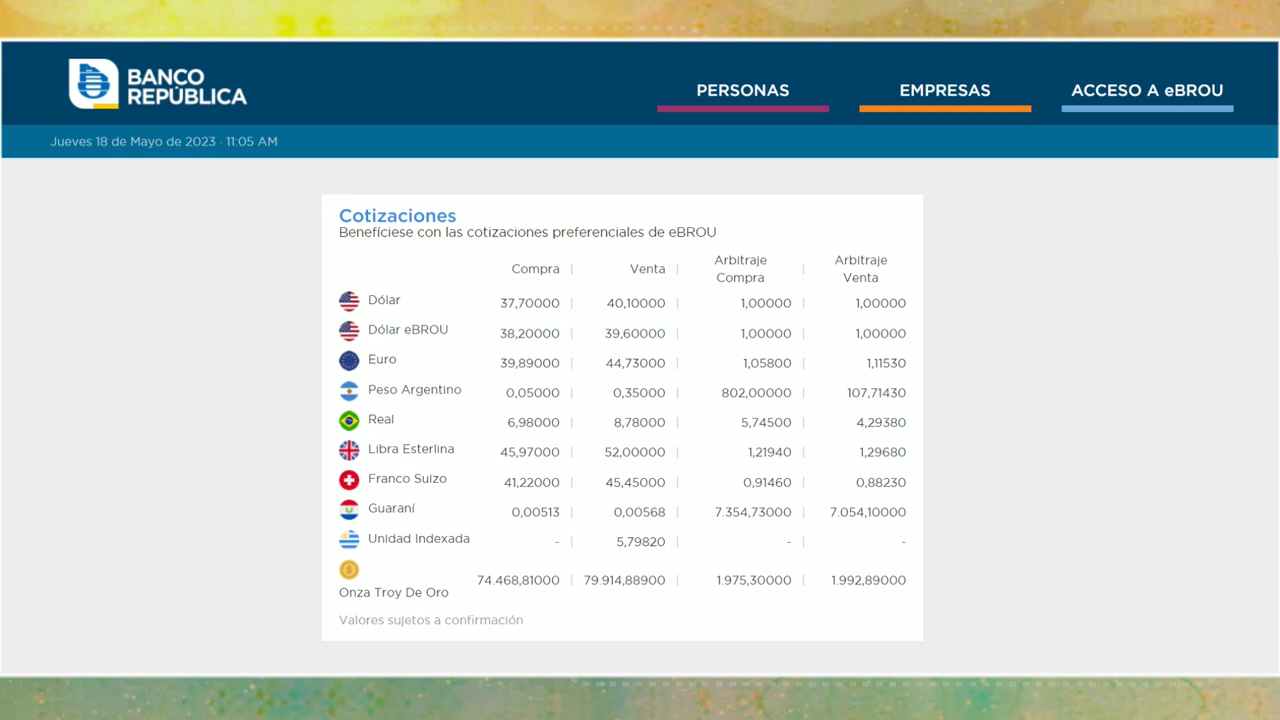 BANCO
REPÚBLICA
PERSONAS
EMPRESAS
ACCESO A eBROU
Jueves 18 de Mayo de 2023 · 11:05 AM
Cotizaciones
Benefíciese con las cotizaciones preferenciales de eBROU
Compra | Venta | Arbitraje Compra | Arbitraje Venta
Dólar 37,70000 | 40,10000 | 1,00000 | 1,00000
Dólar eBROU 38,20000 | 39,60000 | 1,00000 | 1,00000
Euro 39,89000 | 44,73000 | 1,05800 | 1,11530
Peso Argentino 0,05000 | 0,35000 | 802,00000 | 107,71430
Real 6,98000 | 8,78000 | 5,74500 | 4,29380
Libra Esterlina 45,97000 | 52,00000 | 1,21940 | 1,29680
Franco Suizo 41,22000 | 45,45000 | 0,91460 | 0,88230
Guaraní 0,00513 | 0,00568 | 7.354,73000 | 7.054,10000
Unidad Indexada - | 5,79820 | - | -
Onza Troy De Oro 74.468,81000 | 79.914,88900 | 1.975,30000 | 1.992,89000
Valores sujetos a confirmación